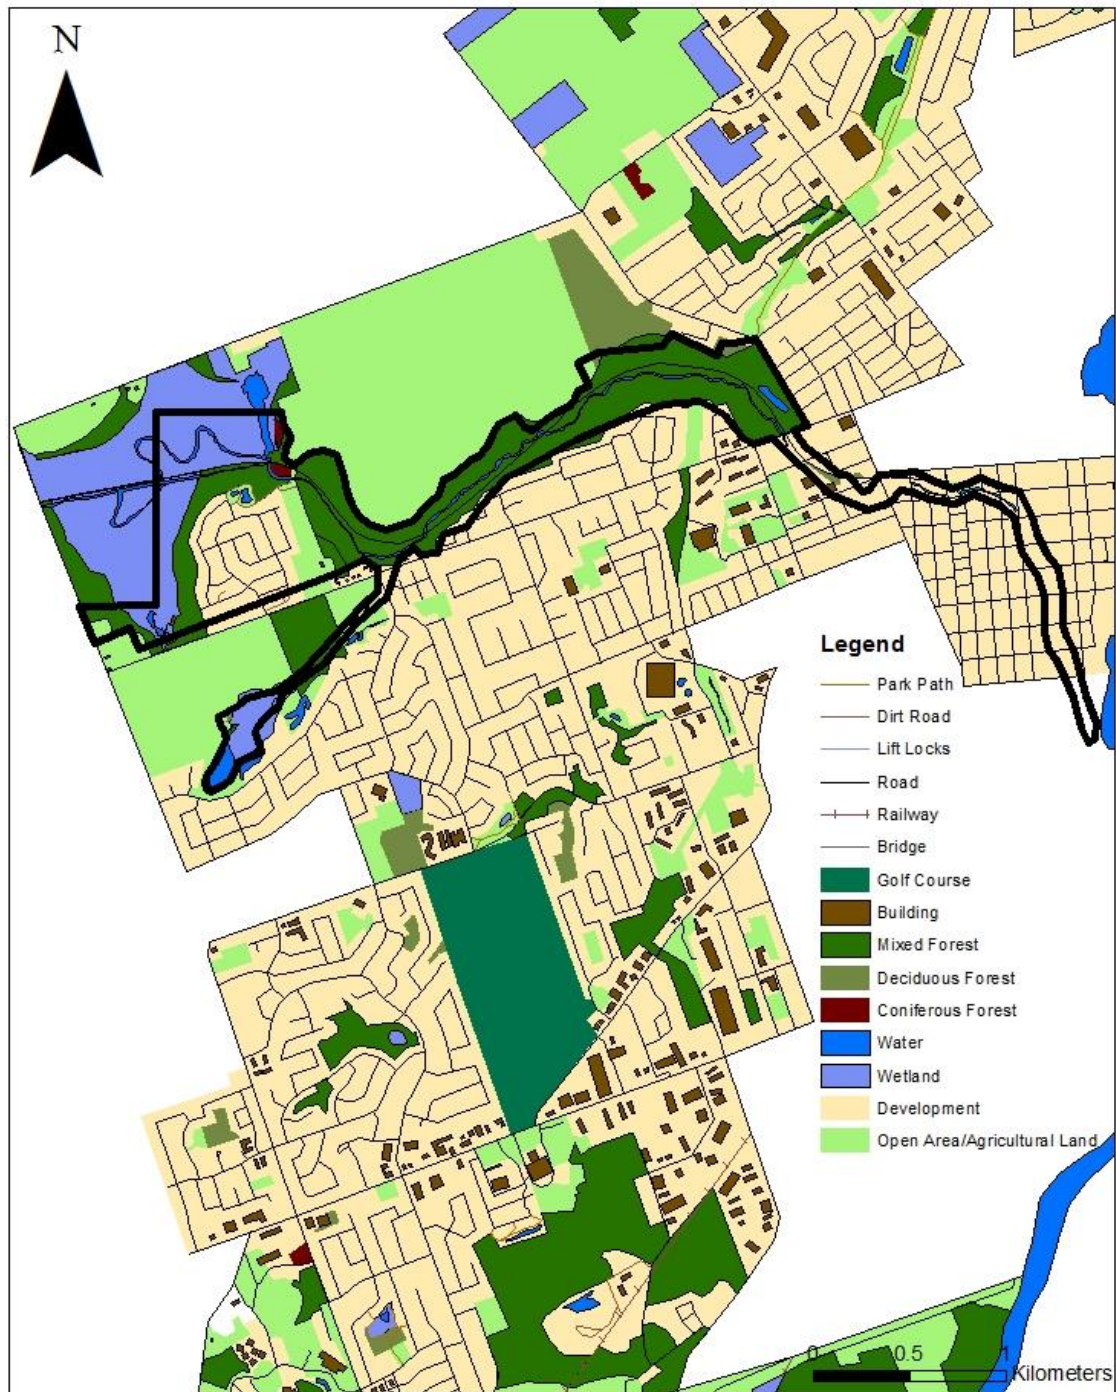 N
Legend
Park Path
Dirt Road
Lift Locks
Road
Railway
Bridge
Golf Course
Building
Mixed Forest
Deciduous Forest
Coniferous Forest
Water
Wetland
Development
Open Area/Agricultural Land
0 0.5 1
Kilometers